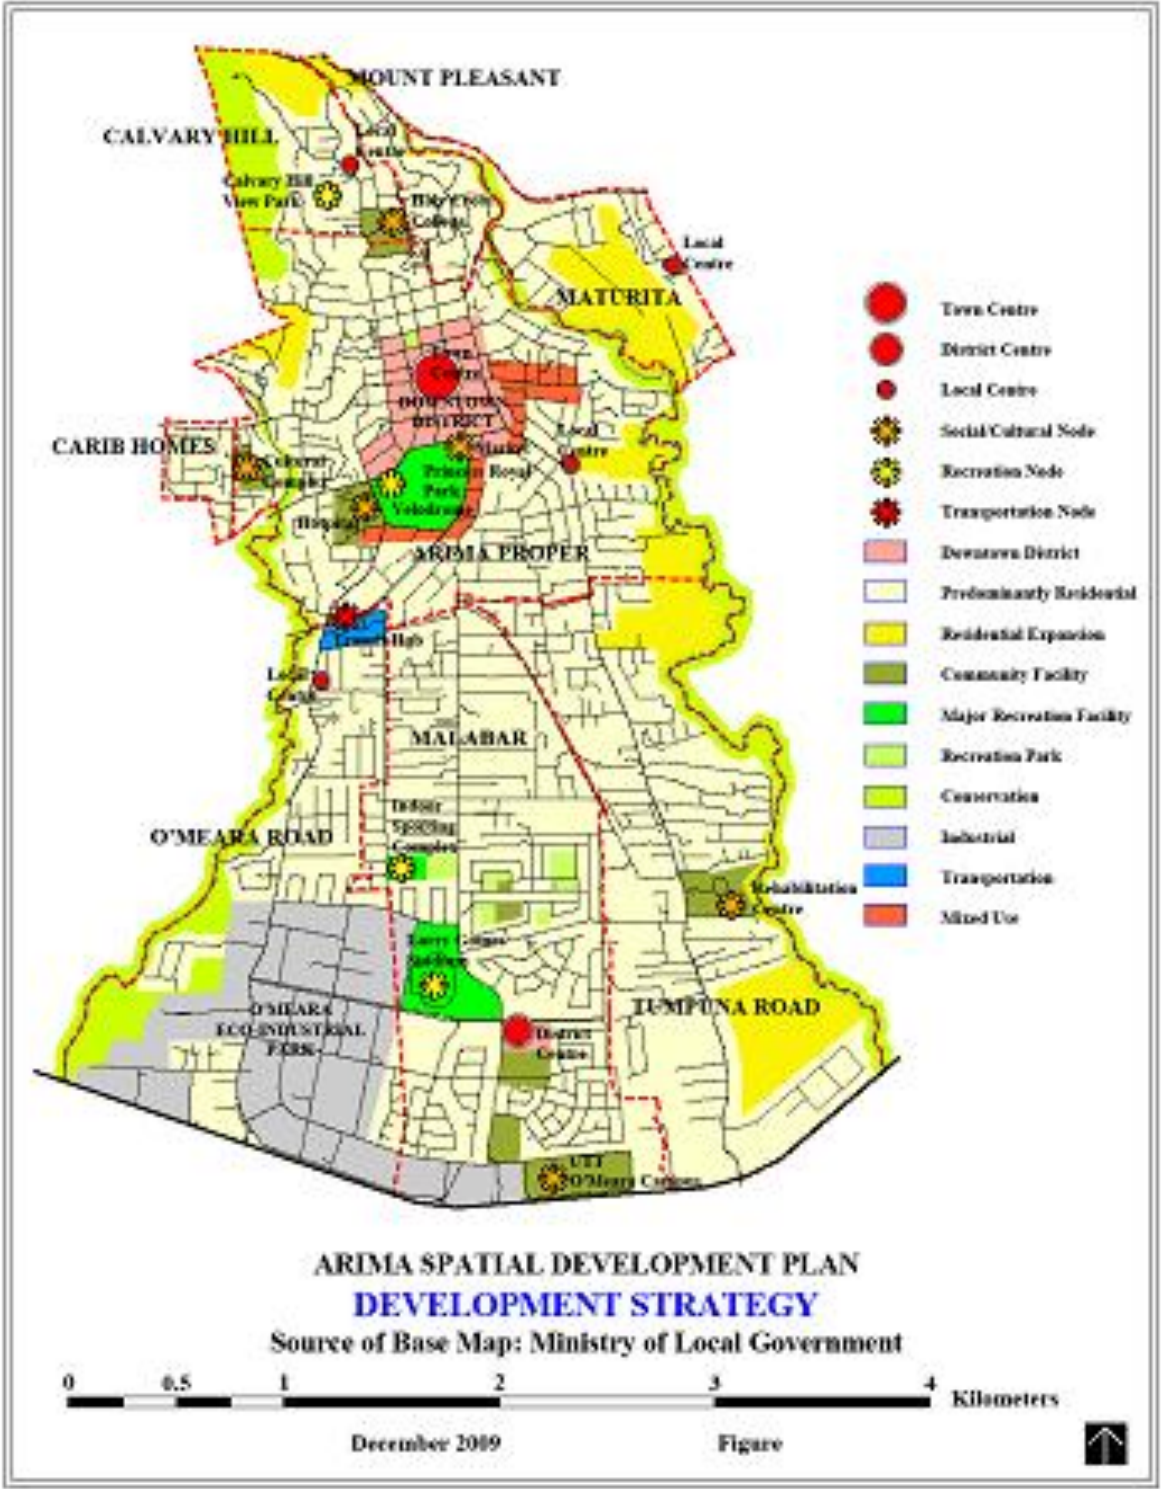 MOUNT PLEASANT
CALVARY HILL
Local
Centre
Calvary Hill
View Park
Holy Cross
College
Local
Centre
MATURITA
Town
Centre
DOWNTOWN
DISTRICT
Local
Centre
CARIB HOMES
Cultural
Complex
Market
Princess Royal
Park
Velodrome
Hospital
ARIMA PROPER
Local
Centre
MALABAR
Indoor
Sporting
Complex
O'MEARA ROAD
Rehabilitation
Centre
Larry Gomes
Stadium
O'MEARA
ECO-INDUSTRIAL
PARK
TUMPUNA ROAD
District
Centre
UTT
O'Meara Campus
Town Centre
District Centre
Local Centre
Social/Cultural Node
Recreation Node
Transportation Node
Downtown District
Predominantly Residential
Residential Expansion
Community Facility
Major Recreation Facility
Recreation Park
Conservation
Industrial
Transportation
Mixed Use
ARIMA SPATIAL DEVELOPMENT PLAN
DEVELOPMENT STRATEGY
Source of Base Map: Ministry of Local Government
0 0.5 1 2 3 4 Kilometers
December 2009 Figure